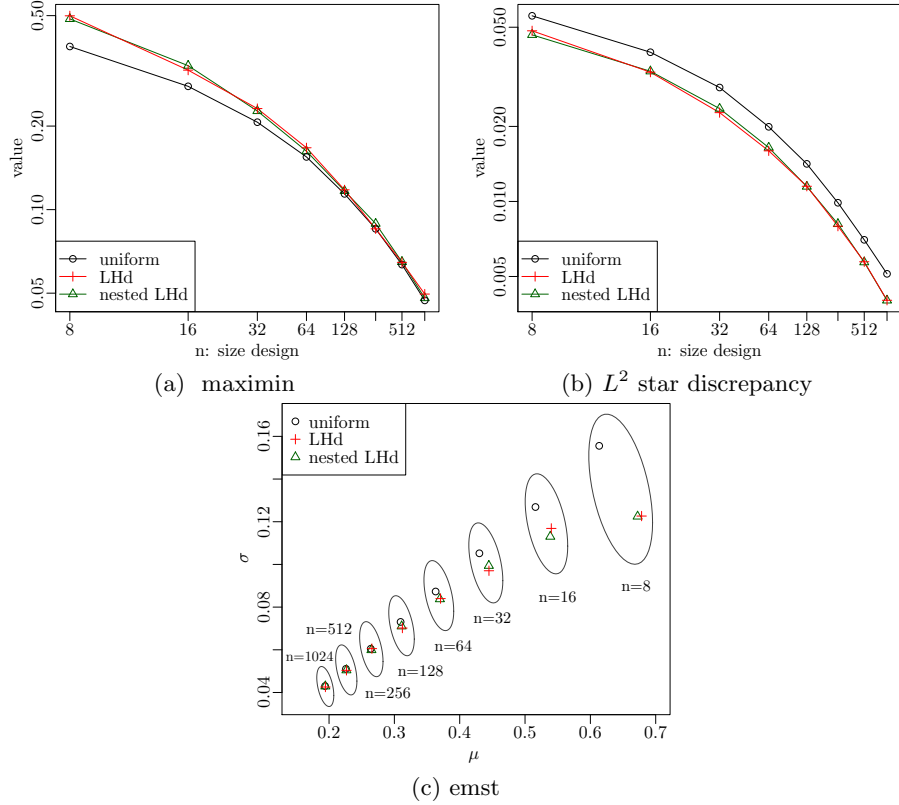 0.50
0.20
0.10
0.05
value
uniform
LHd
nested LHd
8 16 32 64 128 512
n: size design
(a) maximin
0.050
0.020
0.010
0.005
value
uniform
LHd
nested LHd
8 16 32 64 128 512
n: size design
(b) L² star discrepancy
0.16
0.12
0.08
0.04
σ
uniform
LHd
nested LHd
n=8
n=16
n=32
n=64
n=128
n=256
n=512
n=1024
0.2 0.3 0.4 0.5 0.6 0.7
μ
(c) emst